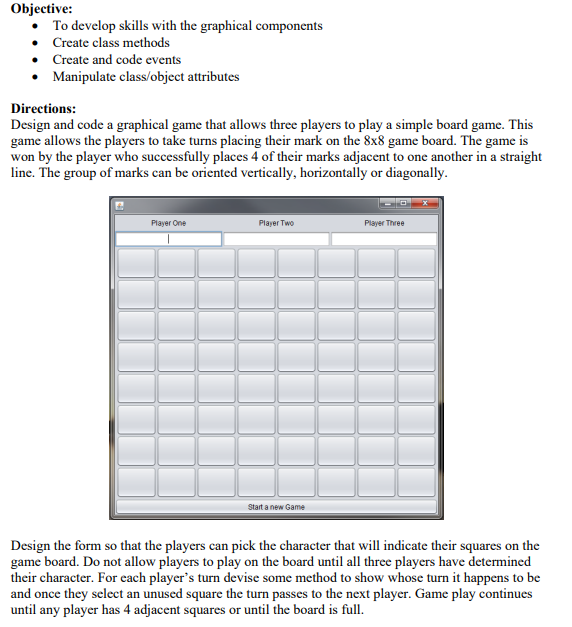 Objective:
• To develop skills with the graphical components
• Create class methods
• Create and code events
• Manipulate class/object attributes
Directions:
Design and code a graphical game that allows three players to play a simple board game. This
game allows the players to take turns placing their mark on the 8x8 game board. The game is
won by the player who successfully places 4 of their marks adjacent to one another in a straight
line. The group of marks can be oriented vertically, horizontally or diagonally.
Player One Player Two Player Three
Start a new Game
Design the form so that the players can pick the character that will indicate their squares on the
game board. Do not allow players to play on the board until all three players have determined
their character. For each player's turn devise some method to show whose turn it happens to be
and once they select an unused square the turn passes to the next player. Game play continues
until any player has 4 adjacent squares or until the board is full.